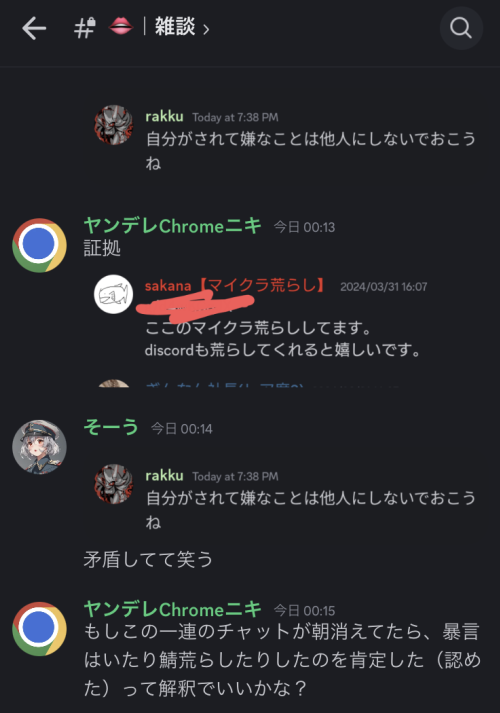 # 👄 | 雑談 ›
rakku Today at 7:38 PM
自分がされて嫌なことは他人にしないでおこう
ね
ヤンデレChromeニキ 今日 00:13
証拠
sakana【マイクラ荒らし】 2024/03/31 16:07
ここのマイクラ荒らししてます。
discordも荒らしてくれると嬉しいです。
そーう 今日 00:14
rakku Today at 7:38 PM
自分がされて嫌なことは他人にしないでおこう
ね
矛盾してて笑う
ヤンデレChromeニキ 今日 00:15
もしこの一連のチャットが朝消えてたら、暴言
はいたり鯖荒らしたりしたのを肯定した（認め
た）って解釈でいいかな？